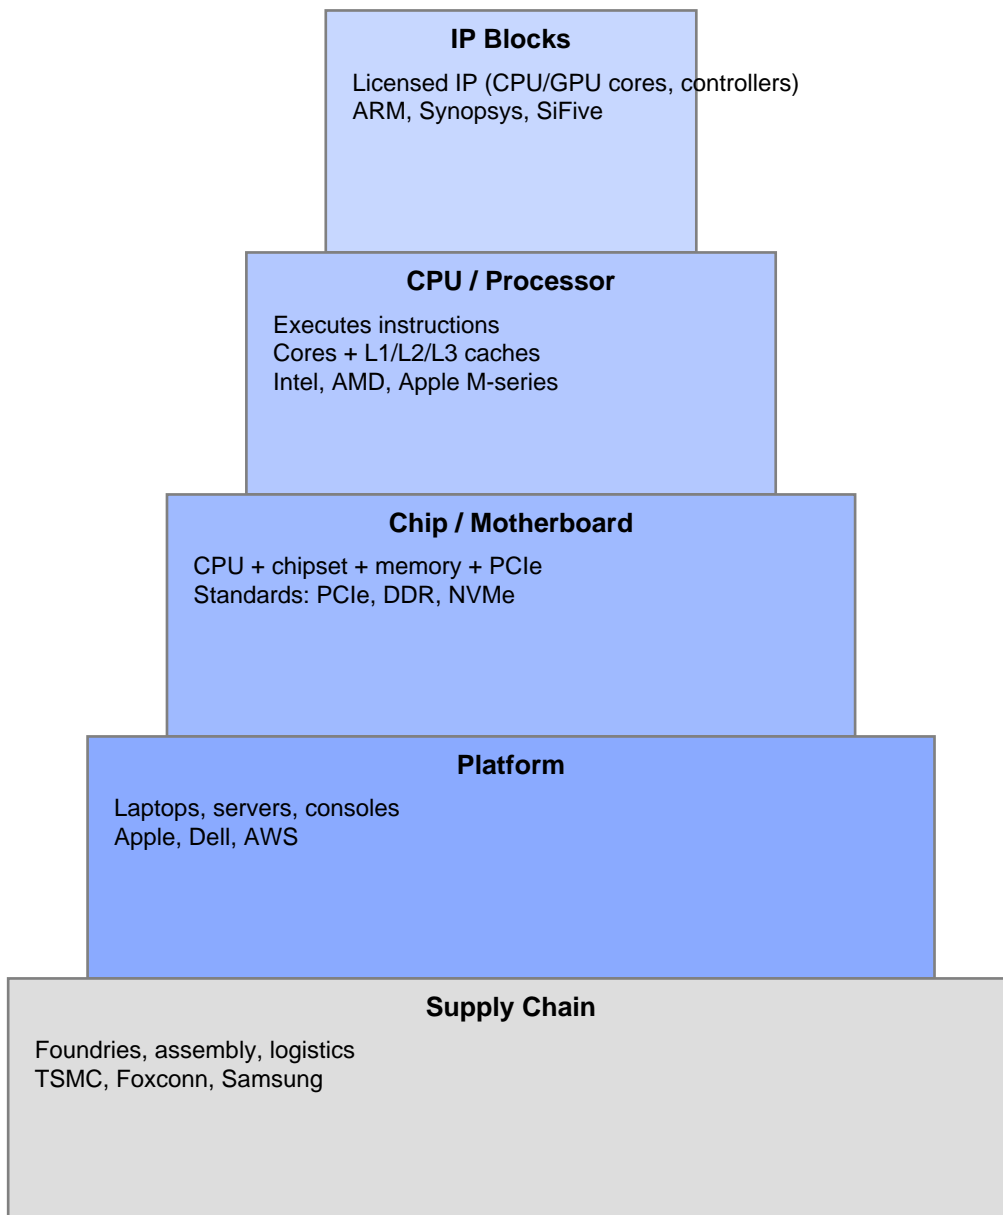 IP Blocks
Licensed IP (CPU/GPU cores, controllers)
ARM, Synopsys, SiFive
CPU / Processor
Executes instructions
Cores + L1/L2/L3 caches
Intel, AMD, Apple M-series
Chip / Motherboard
CPU + chipset + memory + PCIe
Standards: PCIe, DDR, NVMe
Platform
Laptops, servers, consoles
Apple, Dell, AWS
Supply Chain
Foundries, assembly, logistics
TSMC, Foxconn, Samsung